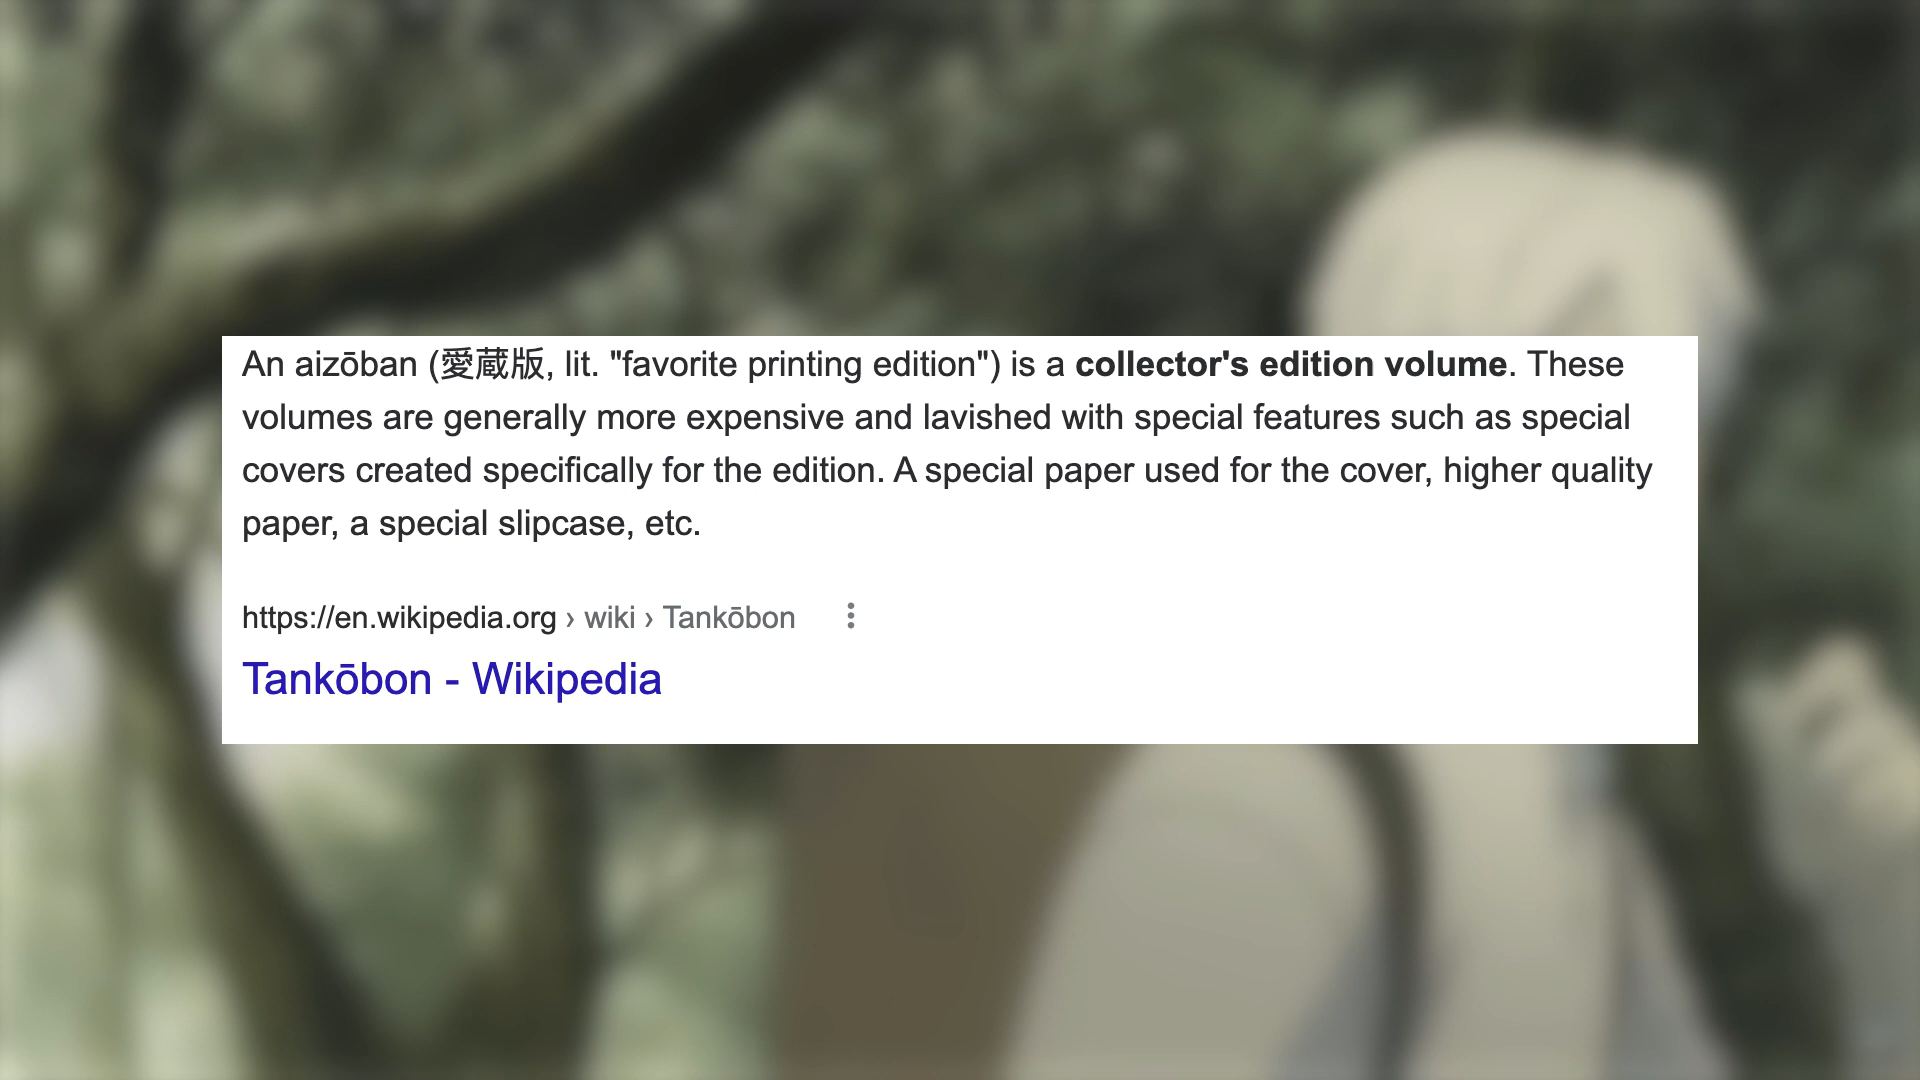 An aizōban (愛蔵版, lit. "favorite printing edition") is a collector's edition volume. These
volumes are generally more expensive and lavished with special features such as special
covers created specifically for the edition. A special paper used for the cover, higher quality
paper, a special slipcase, etc.
https://en.wikipedia.org › wiki › Tankōbon
Tankōbon - Wikipedia